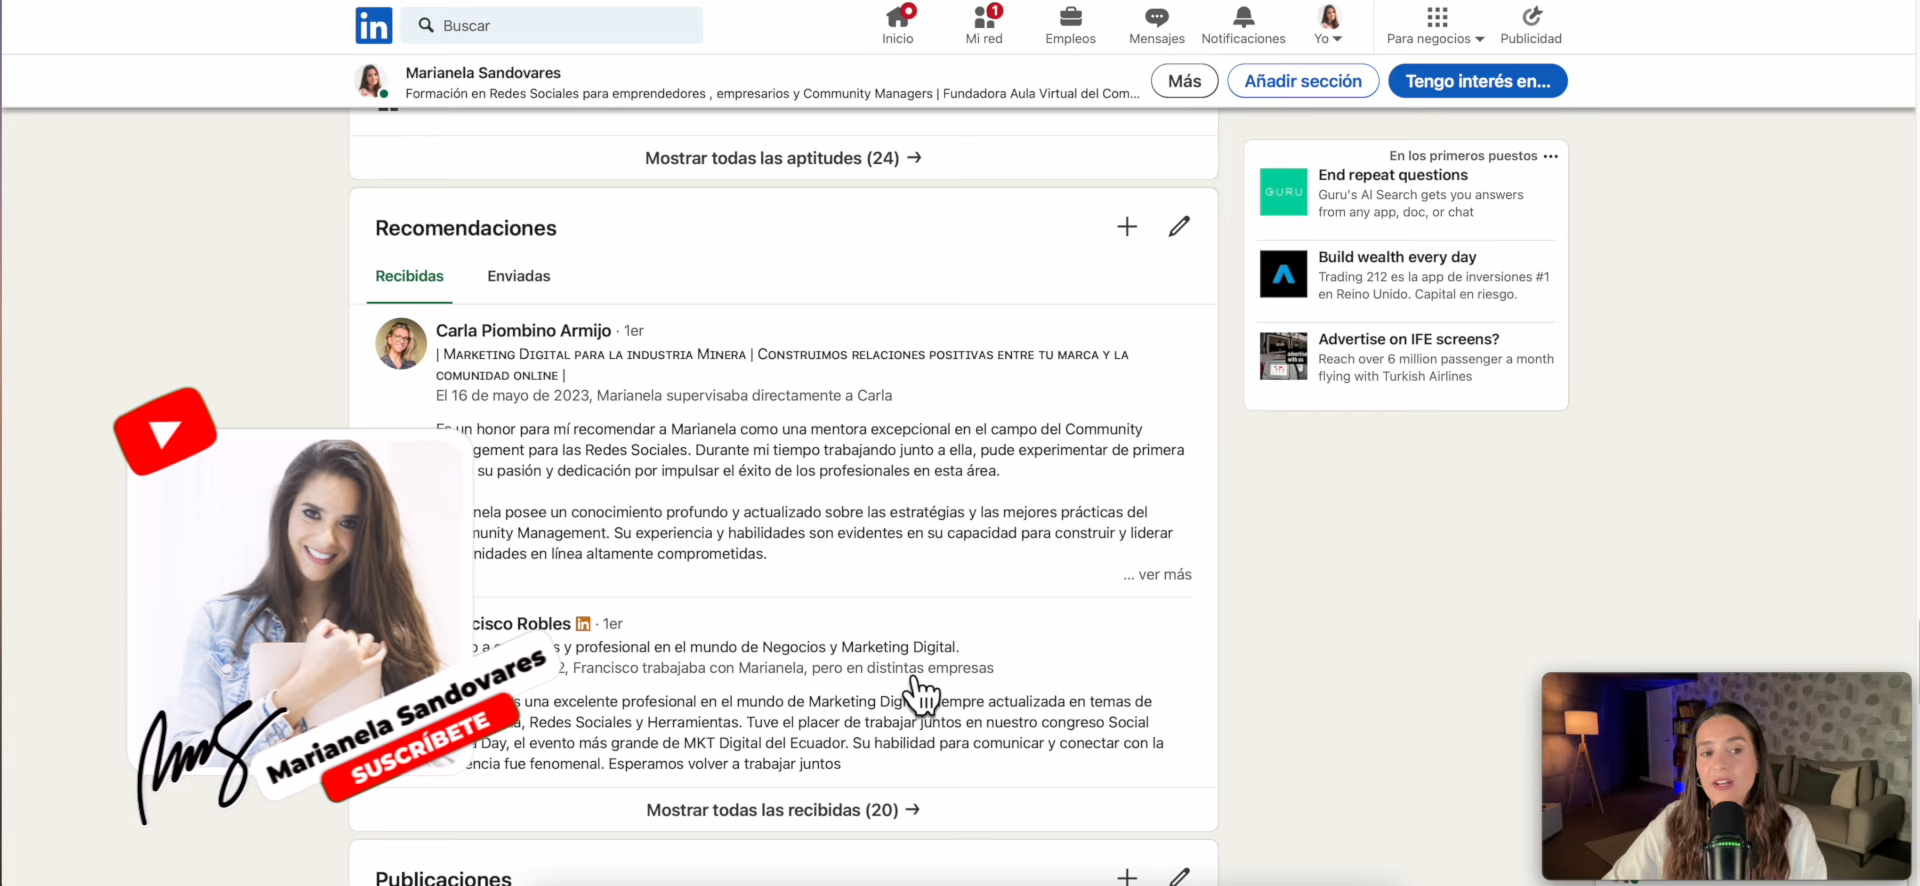 in
Buscar
Inicio
Mi red
1
Empleos
Mensajes
Notificaciones
Yo
Para negocios
Publicidad
Marianela Sandovares
Formación en Redes Sociales para emprendedores , empresarios y Community Managers | Fundadora Aula Virtual del Com...
Más
Añadir sección
Tengo interés en...
Mostrar todas las aptitudes (24) →
Recomendaciones
Recibidas
Enviadas
Carla Piombino Armijo · 1er
| Marketing Digital para la industria Minera | Construimos relaciones positivas entre tu marca y la
comunidad online |
El 16 de mayo de 2023, Marianela supervisaba directamente a Carla
Es un honor para mí recomendar a Marianela como una mentora excepcional en el campo del Community
gement para las Redes Sociales. Durante mi tiempo trabajando junto a ella, pude experimentar de primera
su pasión y dedicación por impulsar el éxito de los profesionales en esta área.
nela posee un conocimiento profundo y actualizado sobre las estratégias y las mejores prácticas del
munity Management. Su experiencia y habilidades son evidentes en su capacidad para construir y liderar
nidades en línea altamente comprometidas.
... ver más
cisco Robles in · 1er
s y profesional en el mundo de Negocios y Marketing Digital.
2, Francisco trabajaba con Marianela, pero en distintas empresas
s una excelente profesional en el mundo de Marketing Dig empre actualizada en temas de
a, Redes Sociales y Herramientas. Tuve el placer de trabajar juntos en nuestro congreso Social
Day, el evento más grande de MKT Digital del Ecuador. Su habilidad para comunicar y conectar con la
encia fue fenomenal. Esperamos volver a trabajar juntos
Mostrar todas las recibidas (20) →
Publicaciones
En los primeros puestos
GURU
End repeat questions
Guru's AI Search gets you answers
from any app, doc, or chat
Build wealth every day
Trading 212 es la app de inversiones #1
en Reino Unido. Capital en riesgo.
Advertise on IFE screens?
Reach over 6 million passenger a month
flying with Turkish Airlines
Marianela Sandovares
SUSCRÍBETE